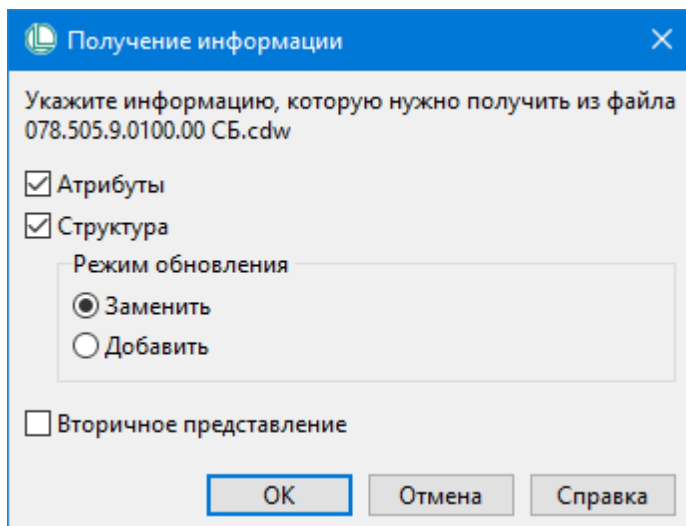 Получение информации
Укажите информацию, которую нужно получить из файла
078.505.9.0100.00 СБ.cdw
Атрибуты
Структура
Режим обновления
Заменить
Добавить
Вторичное представление
ОК
Отмена
Справка